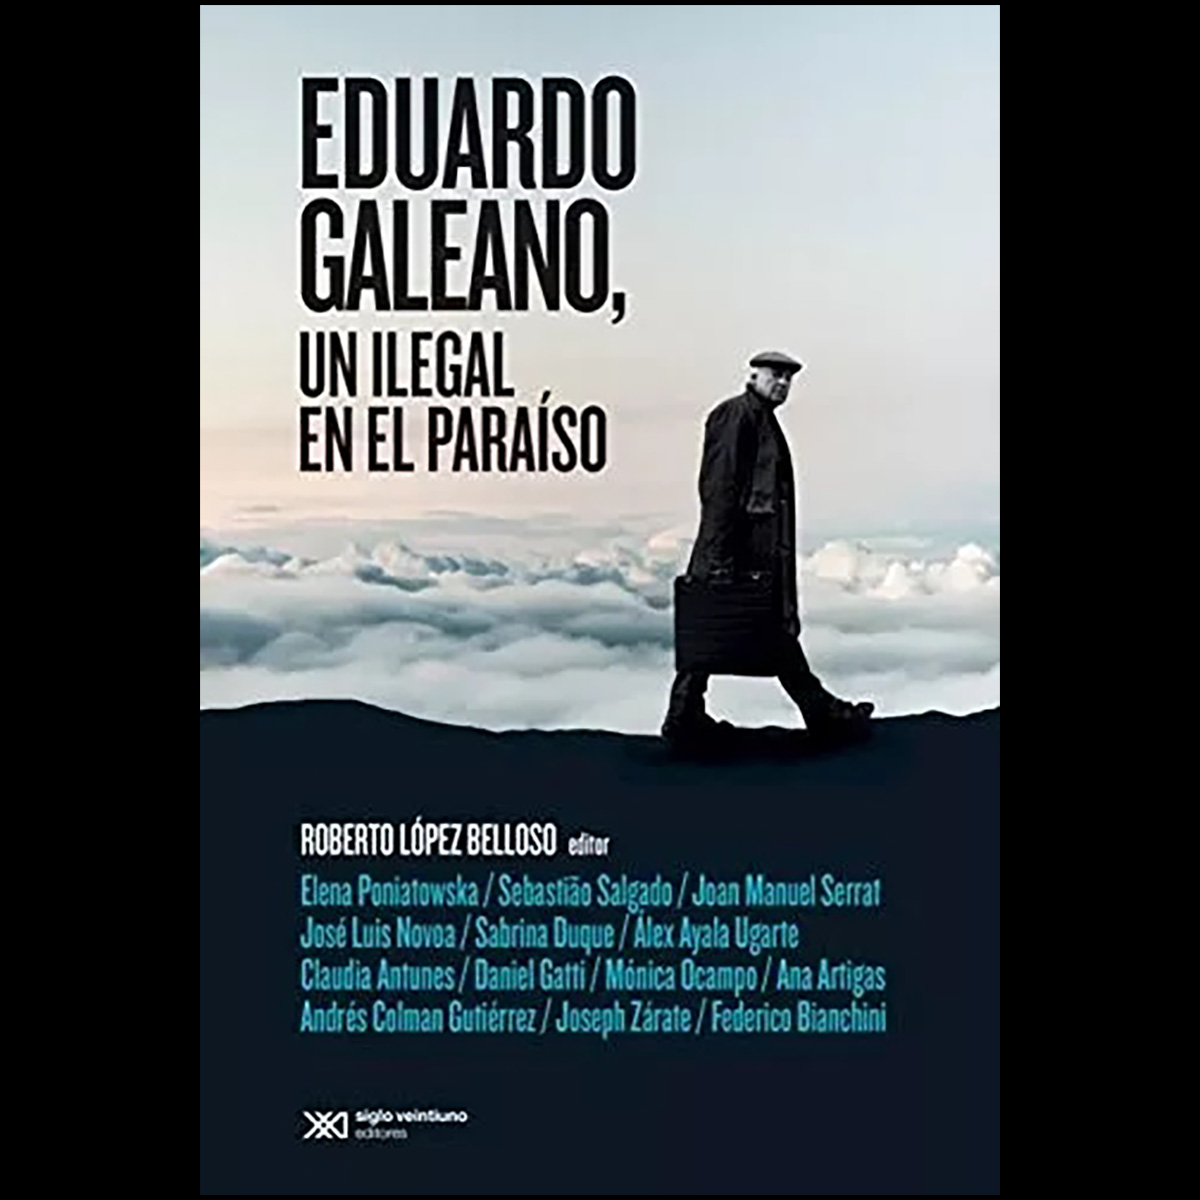 EDUARDO
GALEANO,
UN ILEGAL
EN EL PARAÍSO
ROBERTO LÓPEZ BELLOSO editor
Elena Poniatowska / Sebastião Salgado / Joan Manuel Serrat
José Luis Novoa / Sabrina Duque / Álex Ayala Ugarte
Claudia Antunes / Daniel Gatti / Mónica Ocampo / Ana Artigas
Andrés Colman Gutiérrez / Joseph Zárate / Federico Bianchini
siglo veintiuno
editores